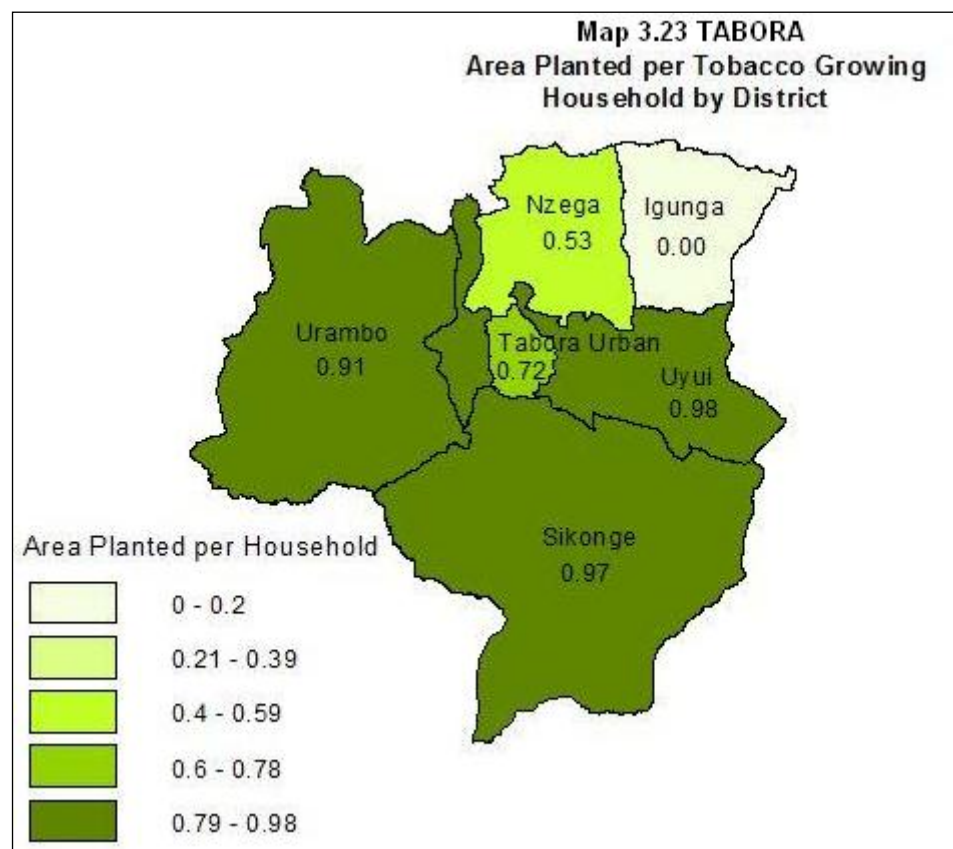 Map 3.23 TABORA
Area Planted per Tobacco Growing
Household by District
Nzega
0.53
Igunga
0.00
Urambo
0.91
Tabora Urban
0.72
Uyui
0.98
Sikonge
0.97
Area Planted per Household
0 - 0.2
0.21 - 0.39
0.4 - 0.59
0.6 - 0.78
0.79 - 0.98